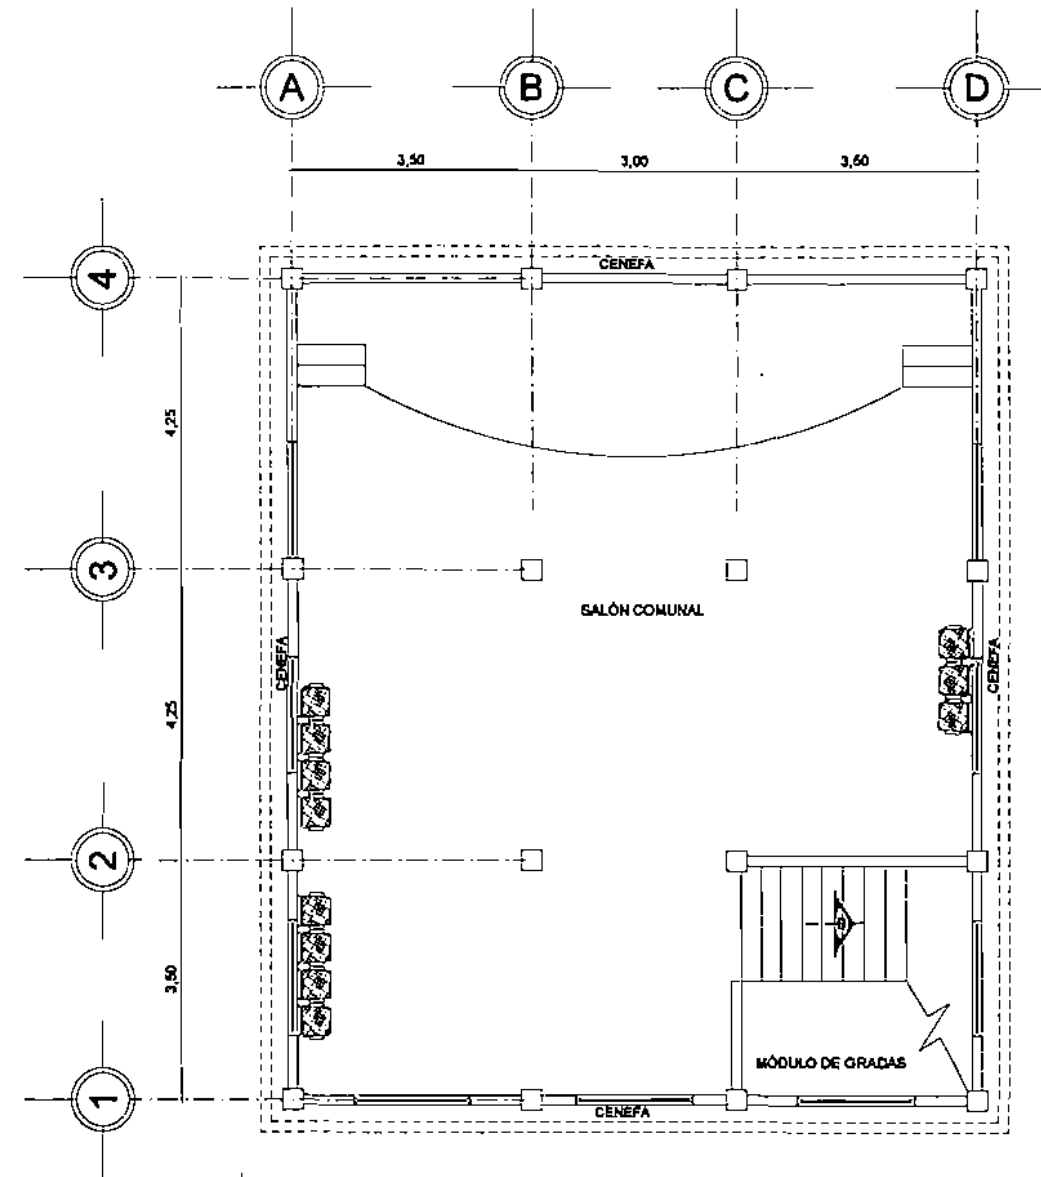 A B C D
3,50 3,00 3,50
4
CENEFA
4,25
3
SALÓN COMUNAL
CENEFA
CENEFA
4,25
2
3,50
MÓDULO DE GRADAS
1
CENEFA